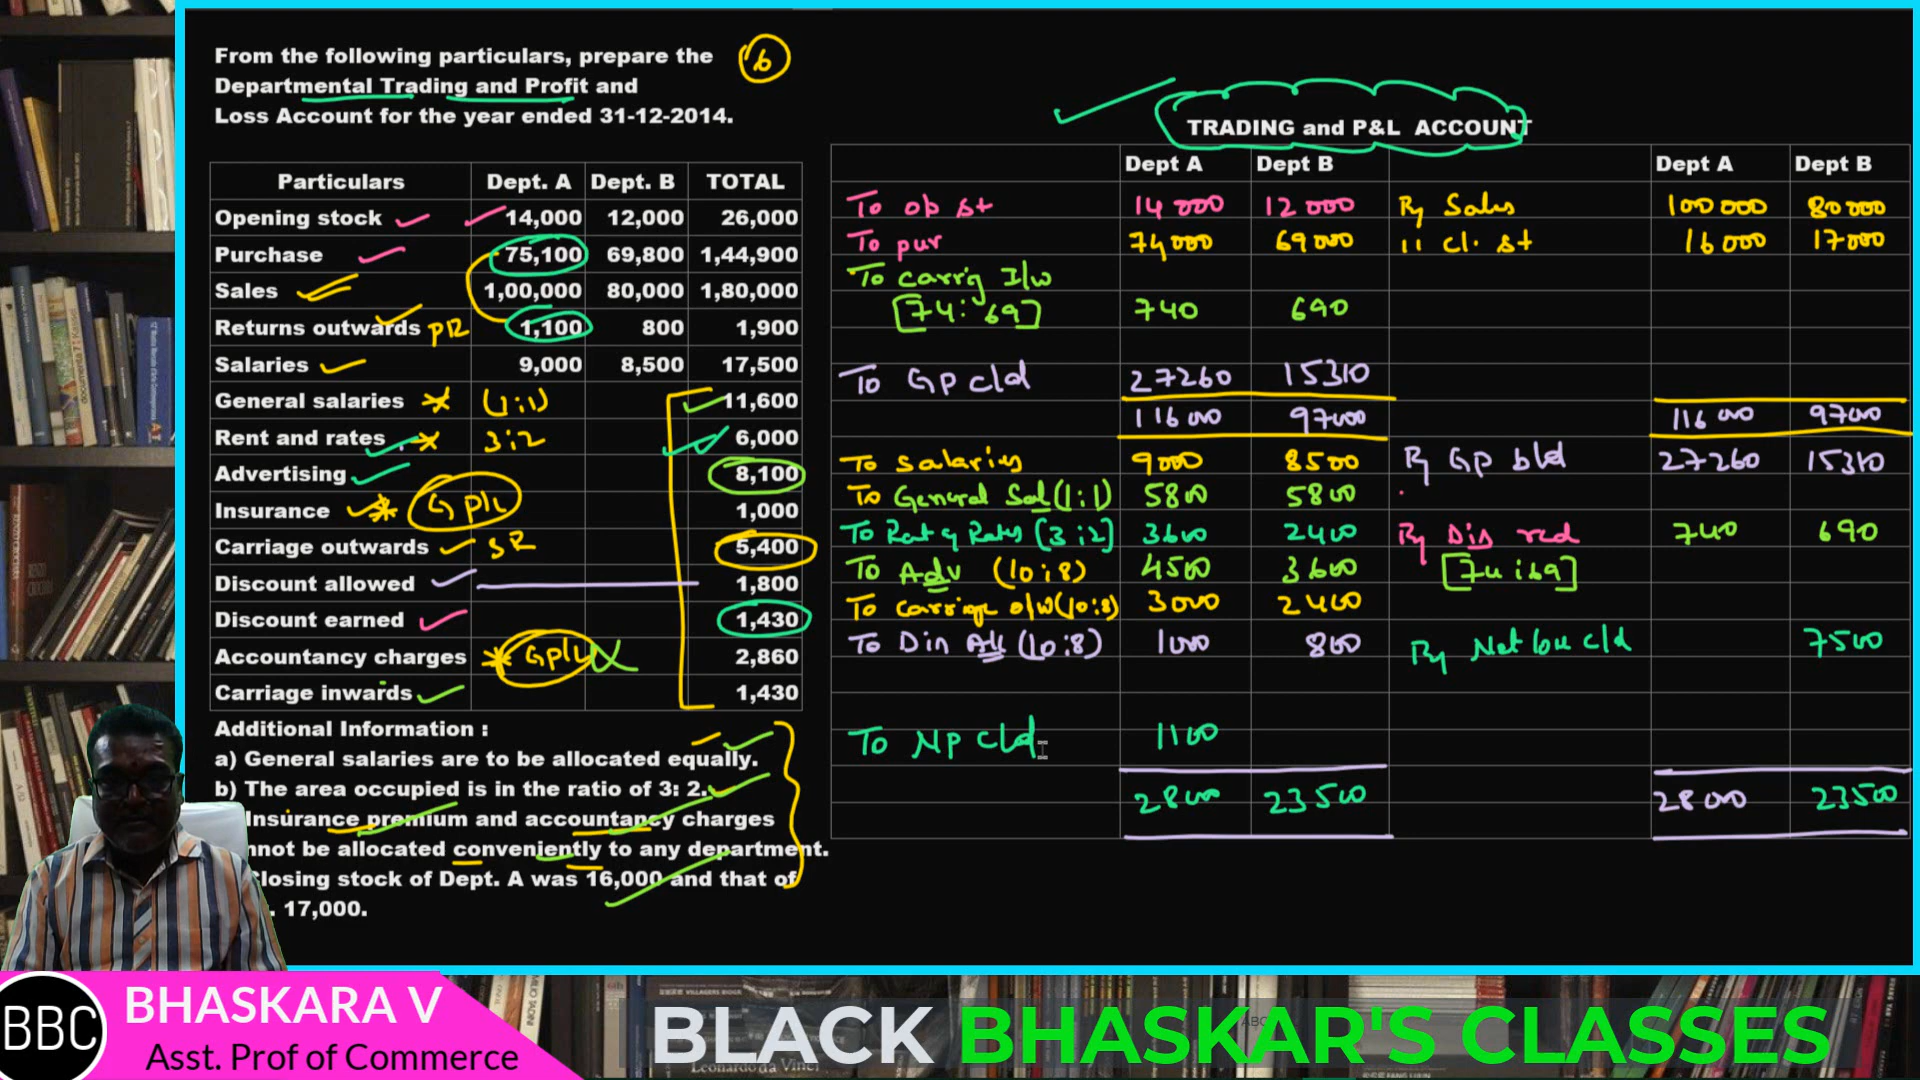 From the following particulars, prepare the
Departmental Trading and Profit and
Loss Account for the year ended 31-12-2014.
6
Particulars Dept. A Dept. B TOTAL
Opening stock 14,000 12,000 26,000
Purchase 75,100 69,800 1,44,900
Sales 1,00,000 80,000 1,80,000
Returns outwards PR 1,100 800 1,900
Salaries 9,000 8,500 17,500
General salaries (1:1) 11,600
Rent and rates 3:2 6,000
Advertising 8,100
Insurance GP/L 1,000
Carriage outwards SR 5,400
Discount allowed 1,800
Discount earned 1,430
Accountancy charges GP/L 2,860
Carriage inwards 1,430
Additional Information :
a) General salaries are to be allocated equally.
b) The area occupied is in the ratio of 3: 2.
Insurance premium and accountancy charges
nnot be allocated conveniently to any department.
Closing stock of Dept. A was 16,000 and that of
. 17,000.
TRADING and P&L ACCOUNT
Dept A Dept B Dept A Dept B
To op st 14000 12000 By Sales 100000 80000
To pur 74000 69000 11 cl. st 16000 17000
To carrig I/w
[74:69] 740 690
To GP c/d 27260 15310
116000 97000 116000 97000
To salaries 9000 8500 By GP b/d 27260 15310
To General Sal (1:1) 5800 5800
To Rat & Rates (3:2] 3600 2400 By Dis red 740 690
To Adv (10:8) 4500 3600 [74:69]
To carriage o/w (10:8) 3000 2400
To Din All (10:8) 1000 800 By Net loss c/d 7500
To NP c/d 1100
28000 23500 28000 23500
BBC
BHASKARA V
Asst. Prof of Commerce
BLACK BHASKAR'S CLASSES
Leonardo da Vinci